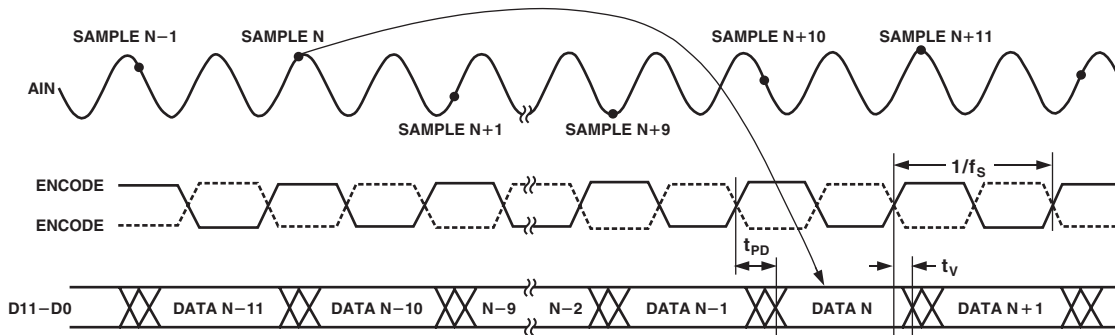 SAMPLE N–1
SAMPLE N
SAMPLE N+10
SAMPLE N+11
AIN
SAMPLE N+1
SAMPLE N+9
ENCODE
1/fS
ENCODE
tPD
tV
D11–D0
DATA N–11
DATA N–10
N–9
N–2
DATA N–1
DATA N
DATA N+1